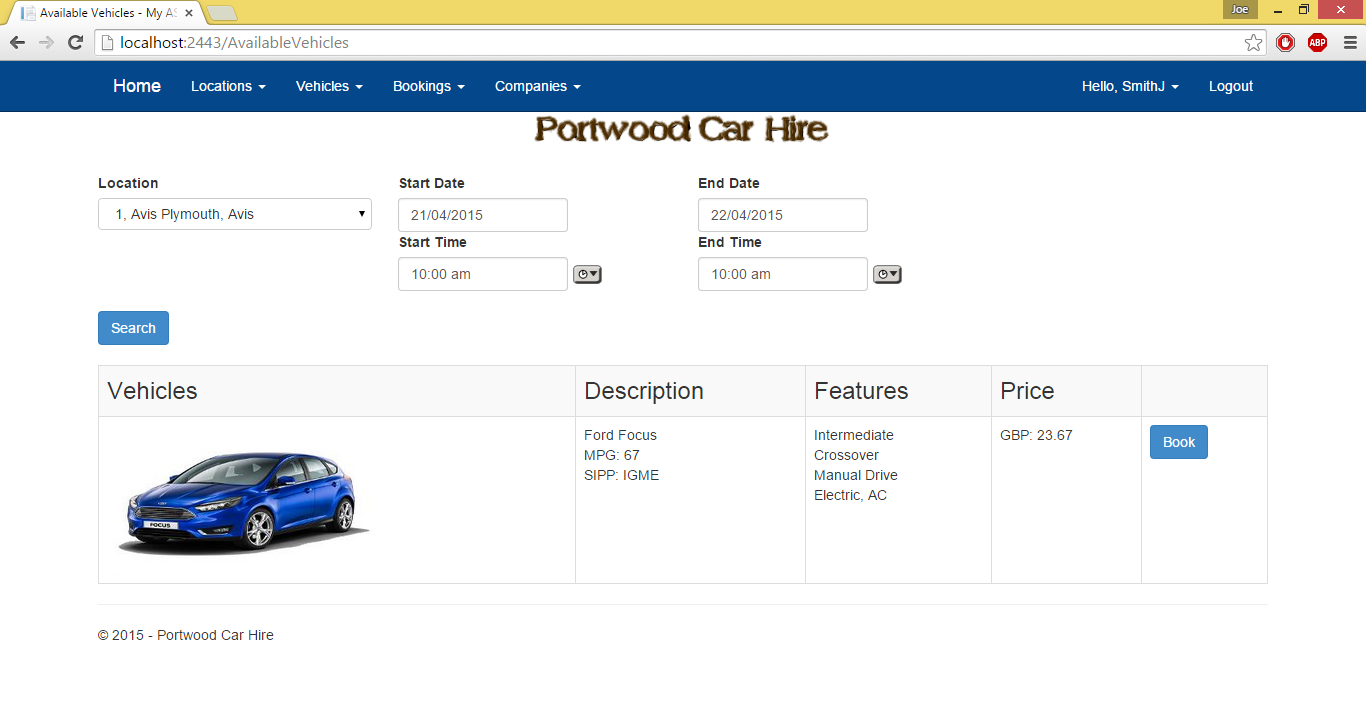 Available Vehicles - My AS
Joe
localhost:2443/AvailableVehicles
ABP
Home Locations Vehicles Bookings Companies Hello, SmithJ Logout
Portwood Car Hire
Location Start Date End Date
1, Avis Plymouth, Avis 21/04/2015 22/04/2015
Start Time End Time
10:00 am 10:00 am
Search
Vehicles Description Features Price
Ford Focus Intermediate GBP: 23.67 Book
MPG: 67 Crossover
SIPP: IGME Manual Drive
Electric, AC
FOCUS
© 2015 - Portwood Car Hire